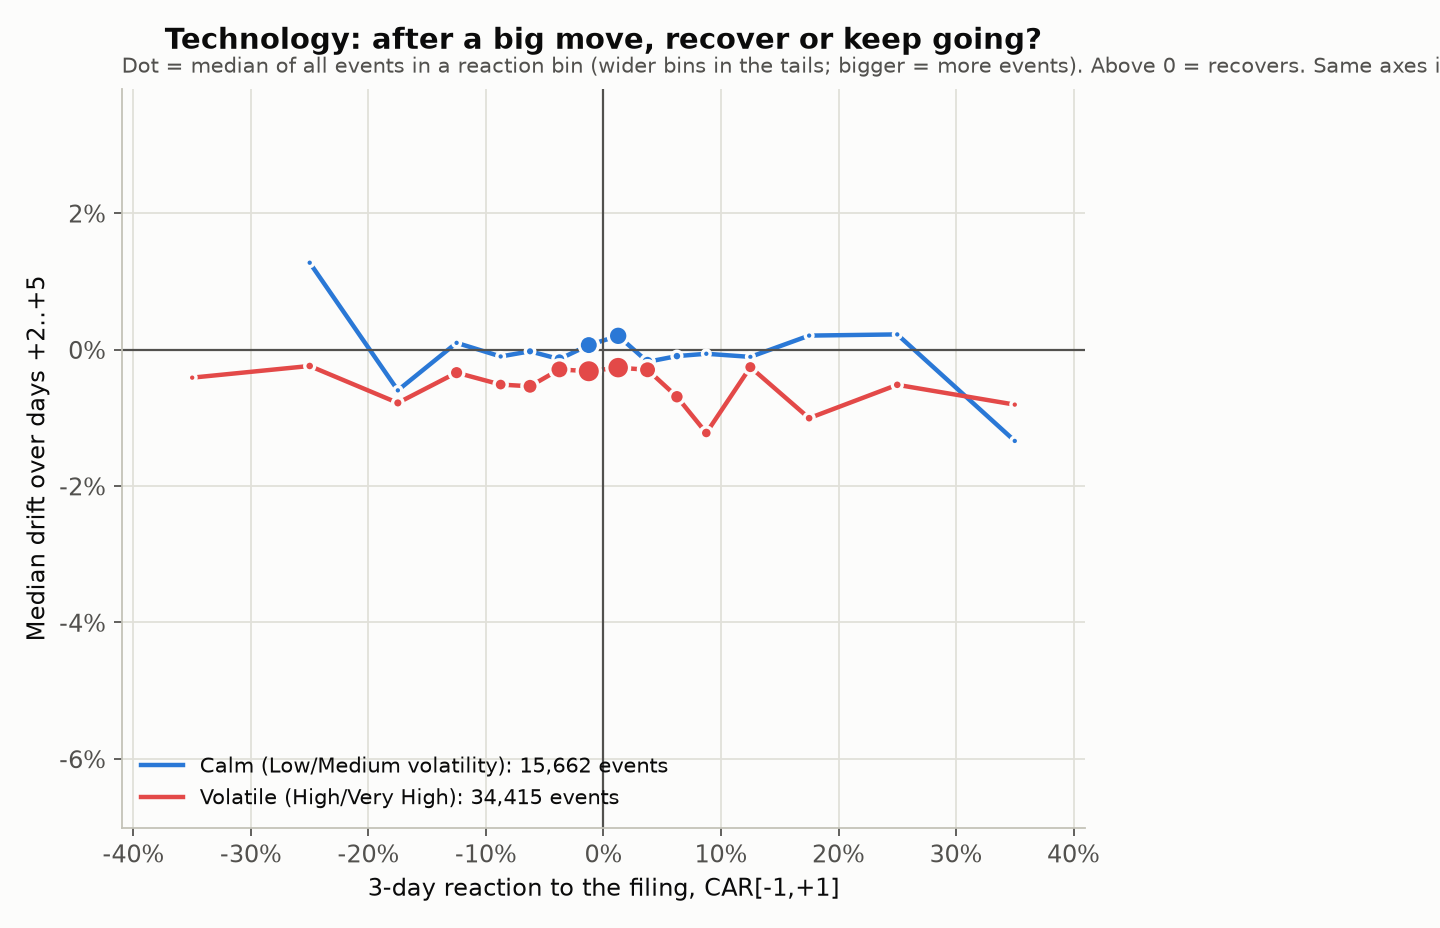 Technology: after a big move, recover or keep going?
Dot = median of all events in a reaction bin (wider bins in the tails; bigger = more events). Above 0 = recovers. Same axes i
Median drift over days +2..+5
2%
0%
-2%
-4%
-6%
Calm (Low/Medium volatility): 15,662 events
Volatile (High/Very High): 34,415 events
-40%
-30%
-20%
-10%
0%
10%
20%
30%
40%
3-day reaction to the filing, CAR[-1,+1]